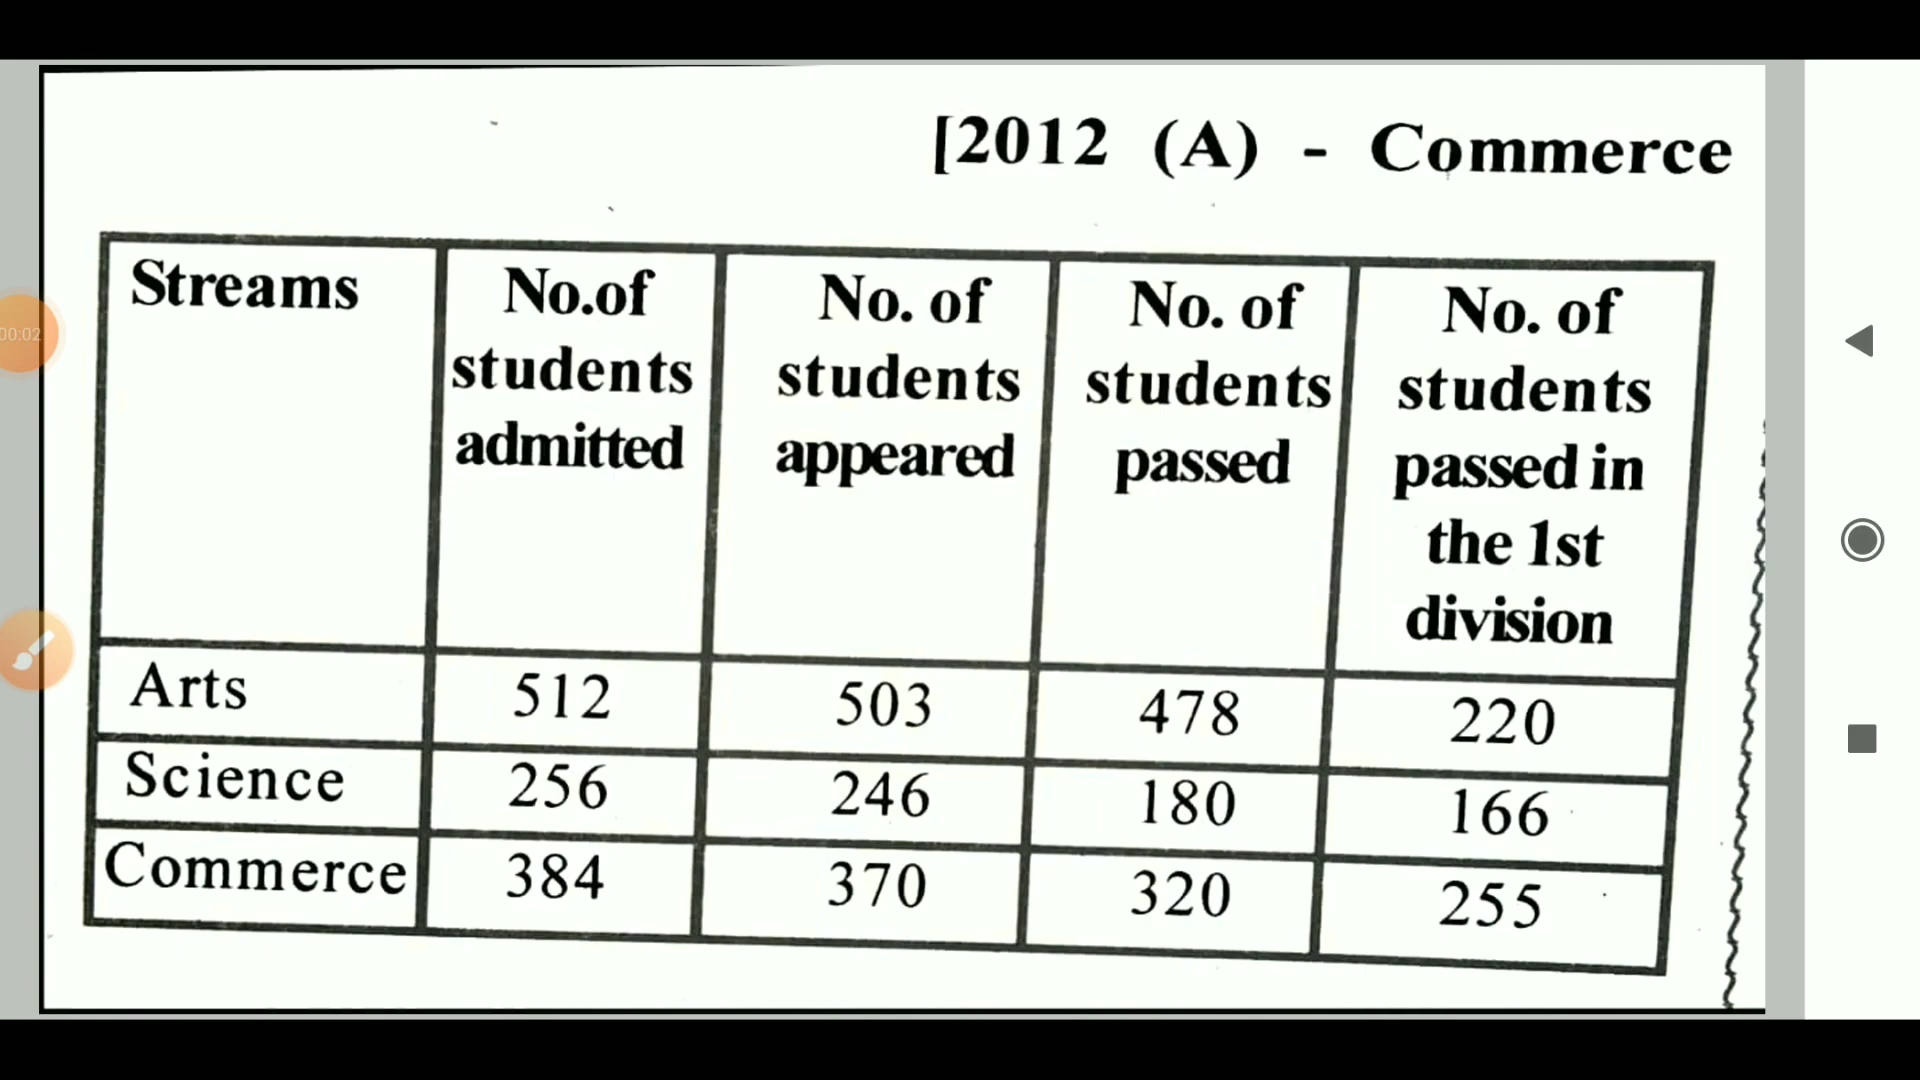 [2012 (A) - Commerce
Streams
No.of
students
admitted
No. of
students
appeared
No. of
students
passed
No. of
students
passed in
the 1st
division
Arts 512 503 478 220
Science 256 246 180 166
Commerce 384 370 320 255
00:02